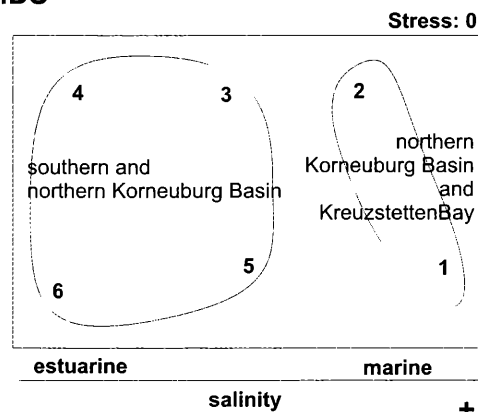 Stress: 0
4
3
2
northern
Korneuburg Basin
and
KreuzstettenBay
southern and
northern Korneuburg Basin
5
1
6
estuarine
marine
salinity
+